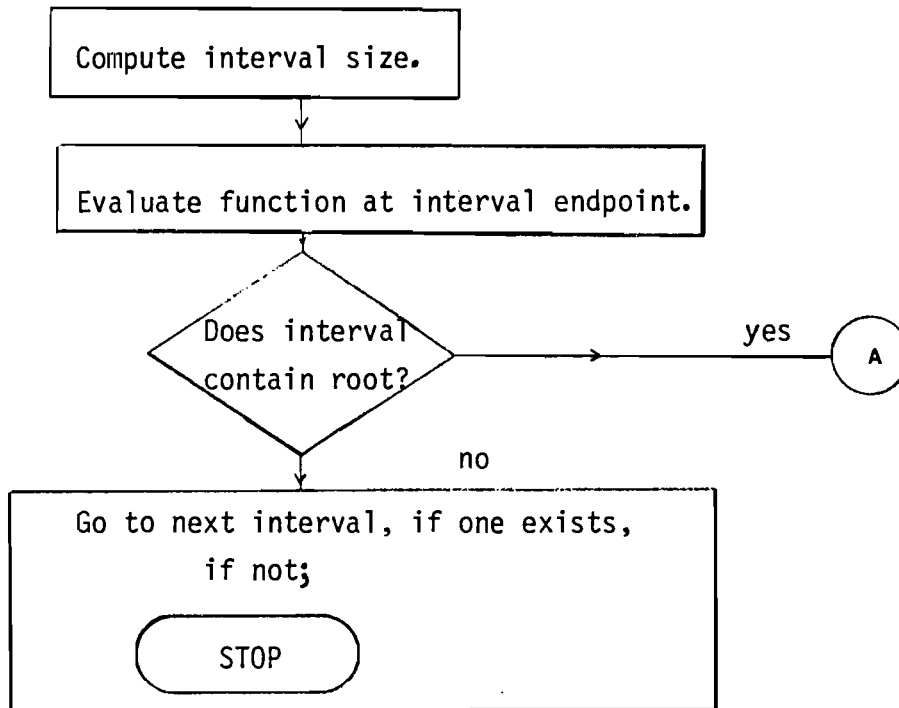 Compute interval size.
Evaluate function at interval endpoint.
Does interval
contain root?
yes
A
no
Go to next interval, if one exists,
if not;
STOP